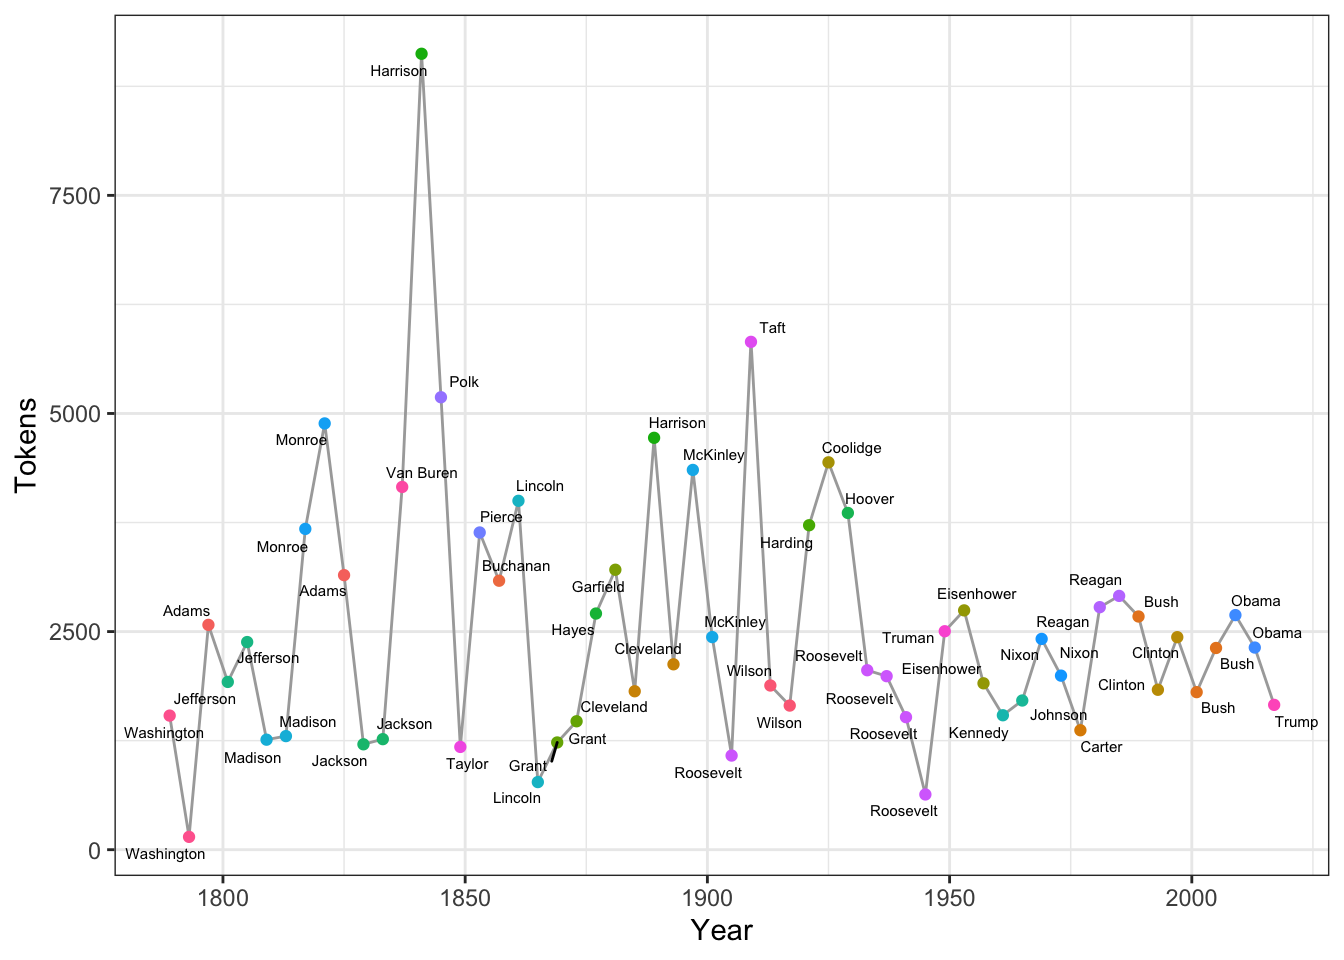 Harrison
7500
Taft
Polk
5000
Harrison
Monroe
Coolidge
McKinley
Van Buren
Lincoln
Hoover
Pierce
Harding
Monroe
Buchanan
Reagan
Garfield
Adams
Eisenhower
Obama
Bush
Adams
McKinley
Reagan
Hayes
2500
Obama
Truman
Cleveland
Clinton
Nixon
Nixon
Roosevelt
Jefferson
Bush
Eisenhower
Wilson
Clinton
Jefferson
Roosevelt
Cleveland
Bush
Johnson
Madison
Wilson
Trump
Jackson
Washington
Roosevelt
Kennedy
Grant
Carter
Madison
Jackson
Taylor
Grant
Roosevelt
Lincoln
Roosevelt
Washington
0
1800 1850 1900 1950 2000
Year
Tokens